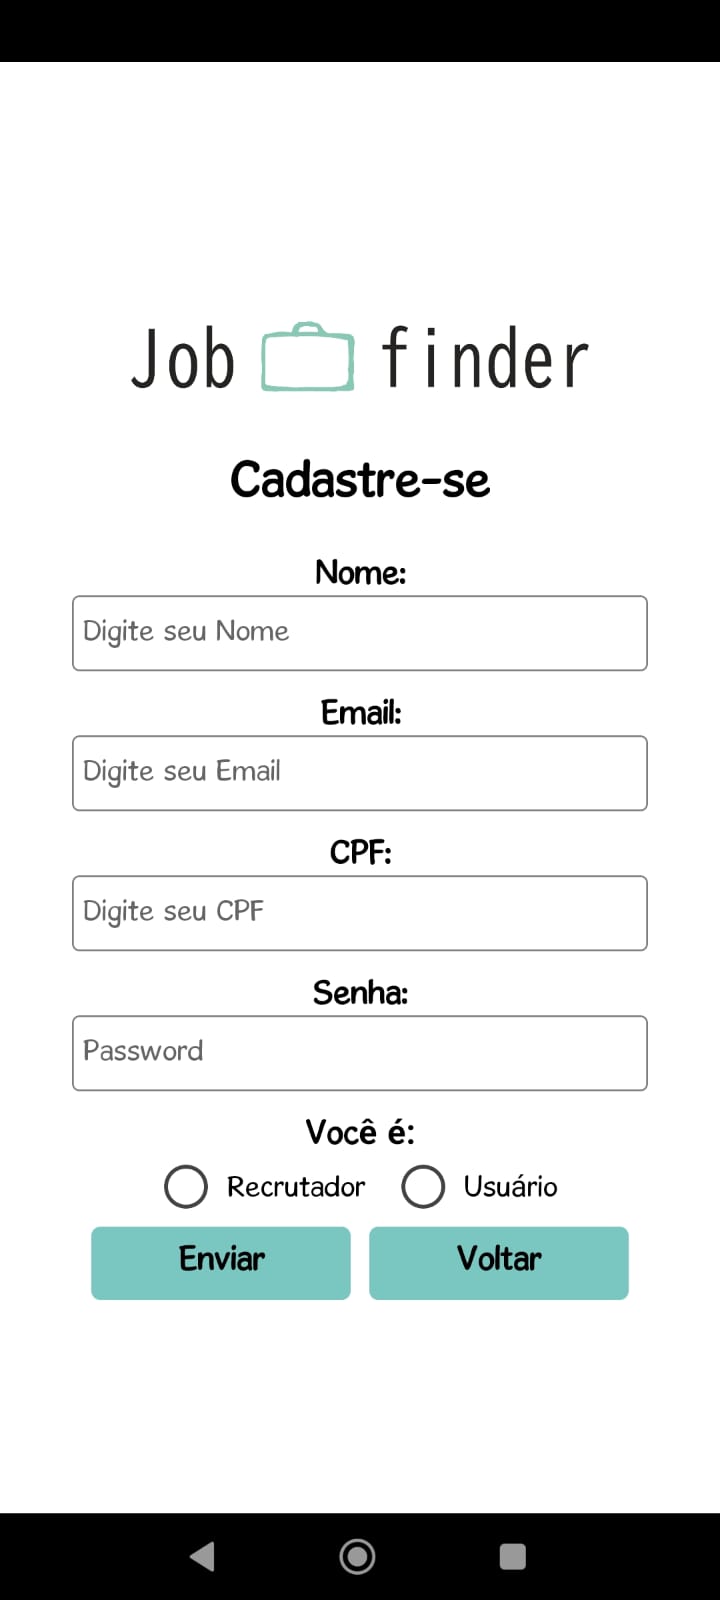 Job finder
Cadastre-se
Nome:
Digite seu Nome
Email:
Digite seu Email
CPF:
Digite seu CPF
Senha:
Password
Você é:
Recrutador Usuário
Enviar Voltar